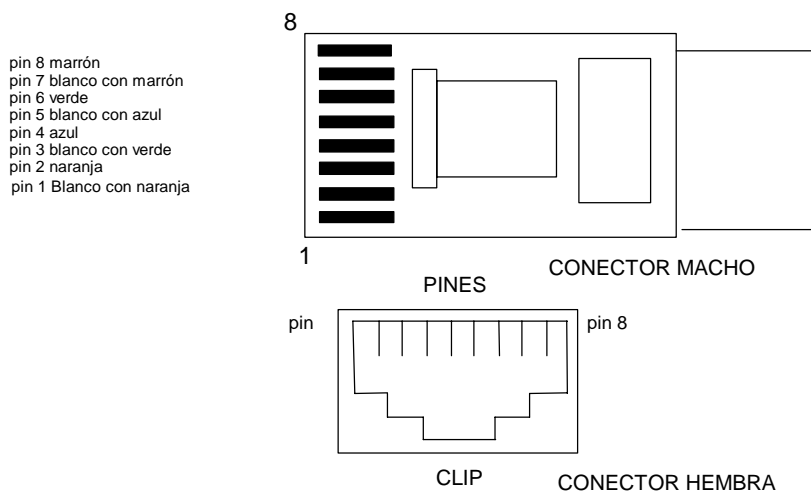 8
pin 8 marrón
pin 7 blanco con marrón
pin 6 verde
pin 5 blanco con azul
pin 4 azul
pin 3 blanco con verde
pin 2 naranja
pin 1 Blanco con naranja
1
CONECTOR MACHO
PINES
pin
pin 8
CLIP
CONECTOR HEMBRA